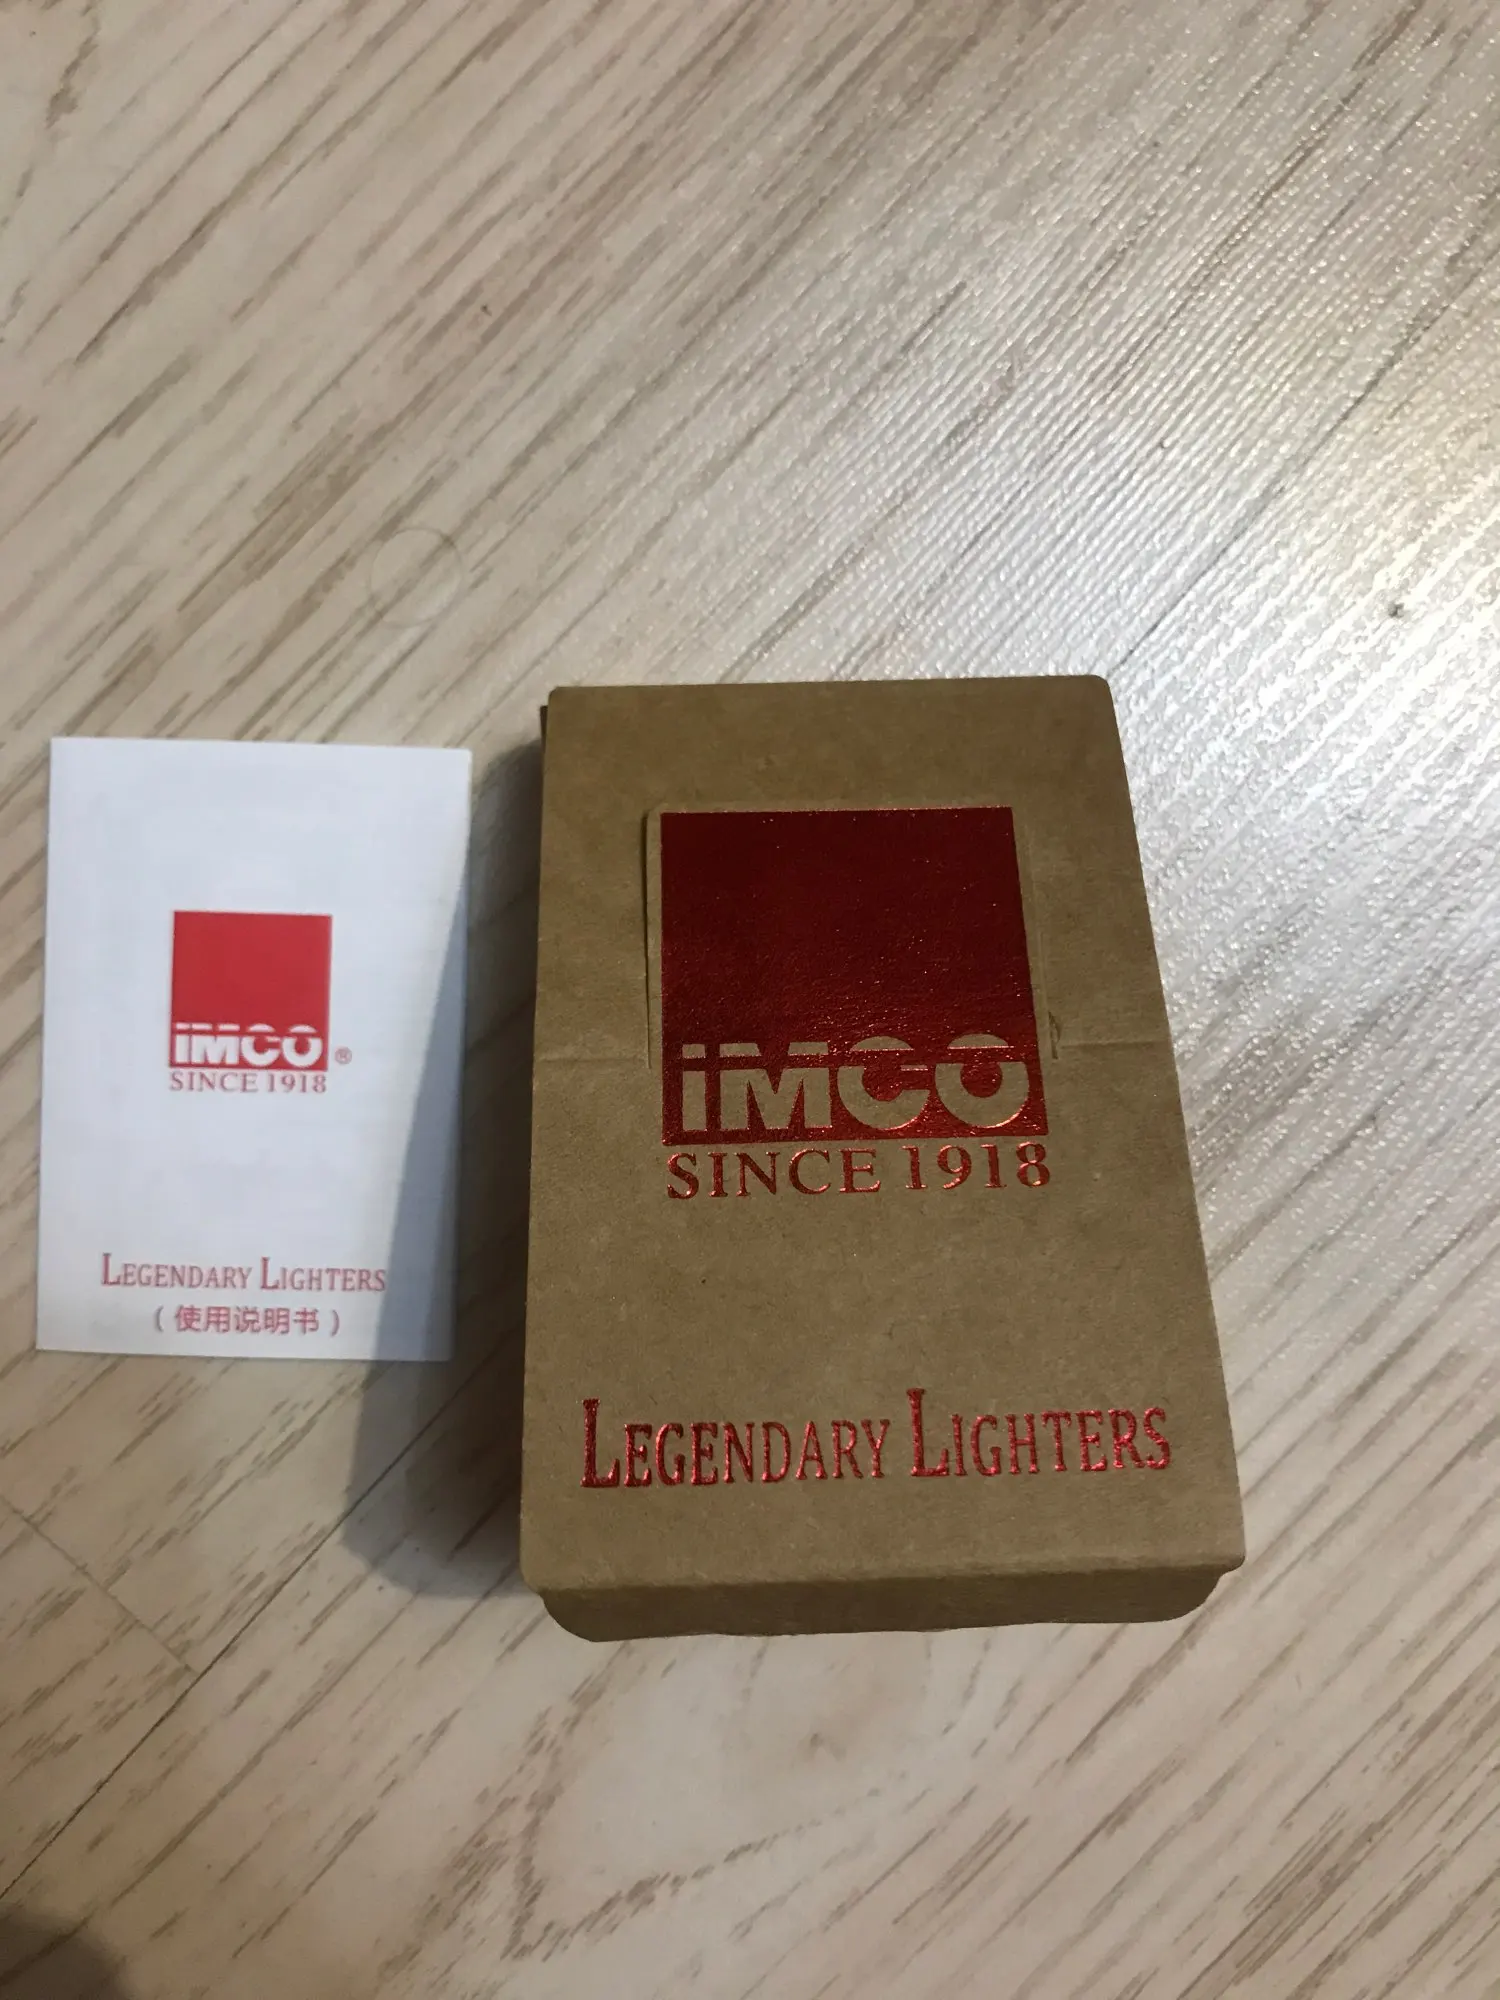 IMCO®
SINCE 1918
LEGENDARY LIGHTERS
（使用说明书）
IMCO
SINCE 1918
LEGENDARY LIGHTERS